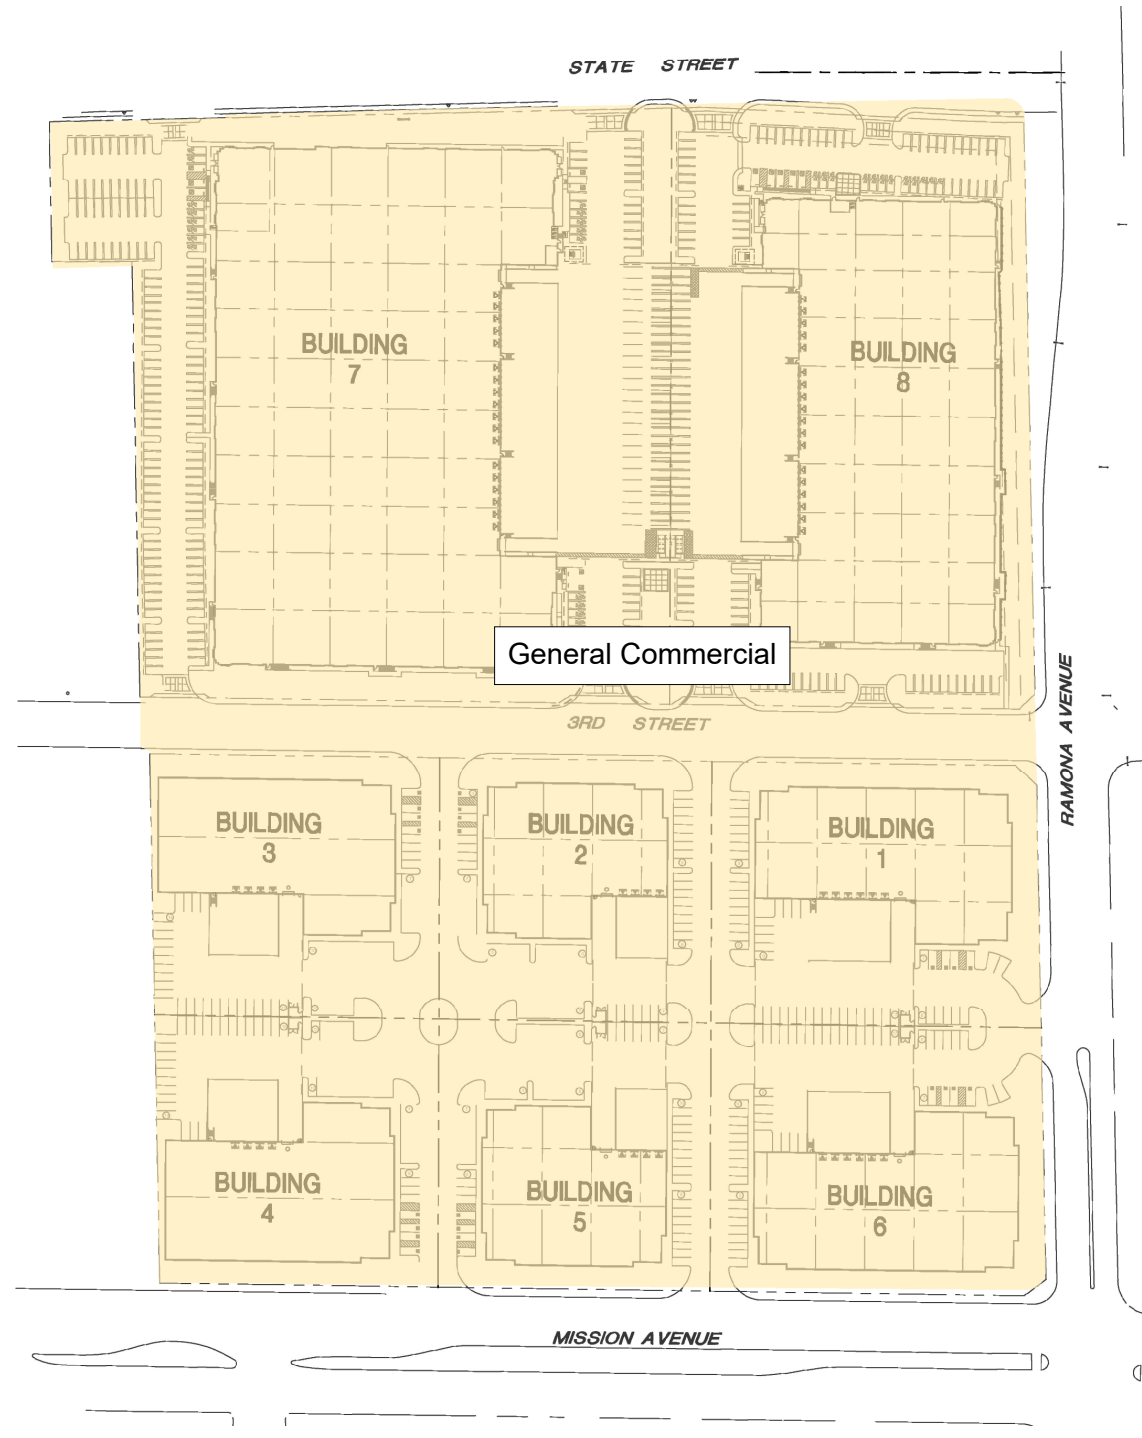 STATE STREET
BUILDING
7
BUILDING
8
General Commercial
3RD STREET
RAMONA AVENUE
BUILDING
3
BUILDING
2
BUILDING
1
BUILDING
4
BUILDING
5
BUILDING
6
MISSION AVENUE